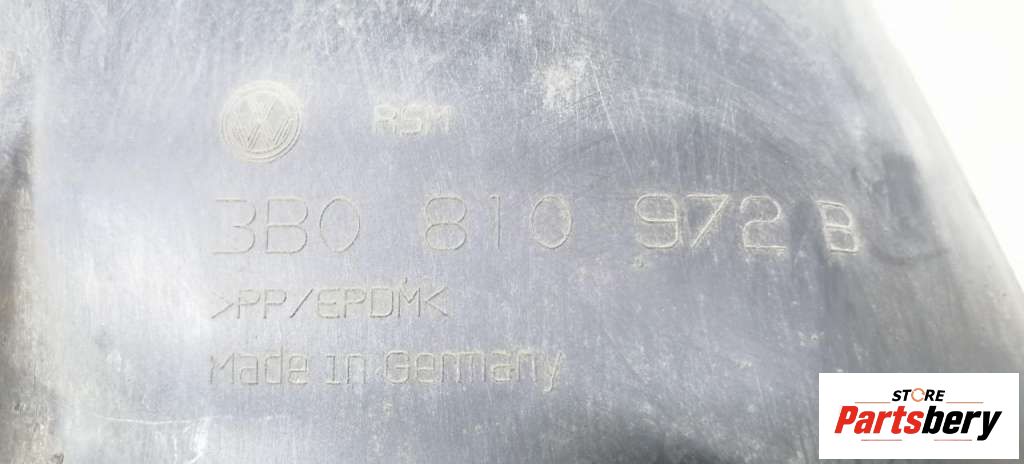 RSM
3B0 810 972 B
>PP/EPDM<
Made in Germany
STORE
Partsbery